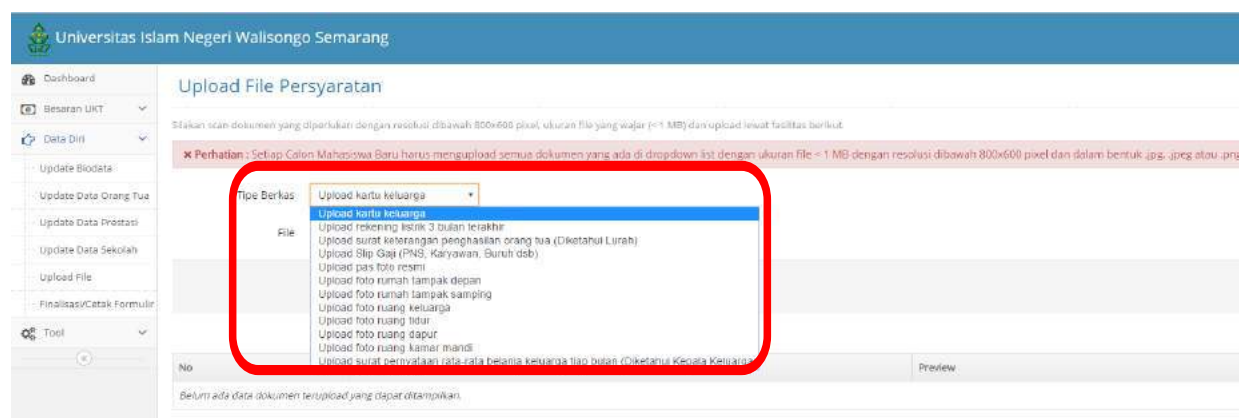 Universitas Islam Negeri Walisongo Semarang
Dashboard
Besaran UKT
Data Diri
Update Biodata
Update Data Orang Tua
Update Data Prestasi
Update Data Sekolah
Upload File
Finalisasi/Cetak Formulir
Tool
Upload File Persyaratan
Silakan scan dokumen yang diperlukan dengan resolusi dibawah 800x600 pixel, ukuran file yang wajar (< 1 MB) dan upload lewat fasilitas berikut
✖ Perhatian : Setiap Calon Mahasiswa Baru harus mengupload semua dokumen yang ada di dropdown list dengan ukuran file < 1 MB dengan resolusi dibawah 800x600 pixel dan dalam bentuk .jpg, .jpeg atau .png
Tipe Berkas
Upload kartu keluarga
Upload kartu keluarga
Upload rekening listrik 3 bulan terakhir
Upload surat keterangan penghasilan orang tua (Diketahui Lurah)
Upload Slip Gaji (PNS, Karyawan, Buruh dsb)
Upload pas foto resmi
Upload foto rumah tampak depan
Upload foto rumah tampak samping
Upload foto ruang keluarga
Upload foto ruang tidur
Upload foto ruang dapur
Upload foto ruang kamar mandi
Upload surat pernyataan rata-rata belanja keluarga tiap bulan (Diketahui Kepala Keluarga
File
No
Preview
Belum ada data dokumen terupload yang dapat ditampilkan.